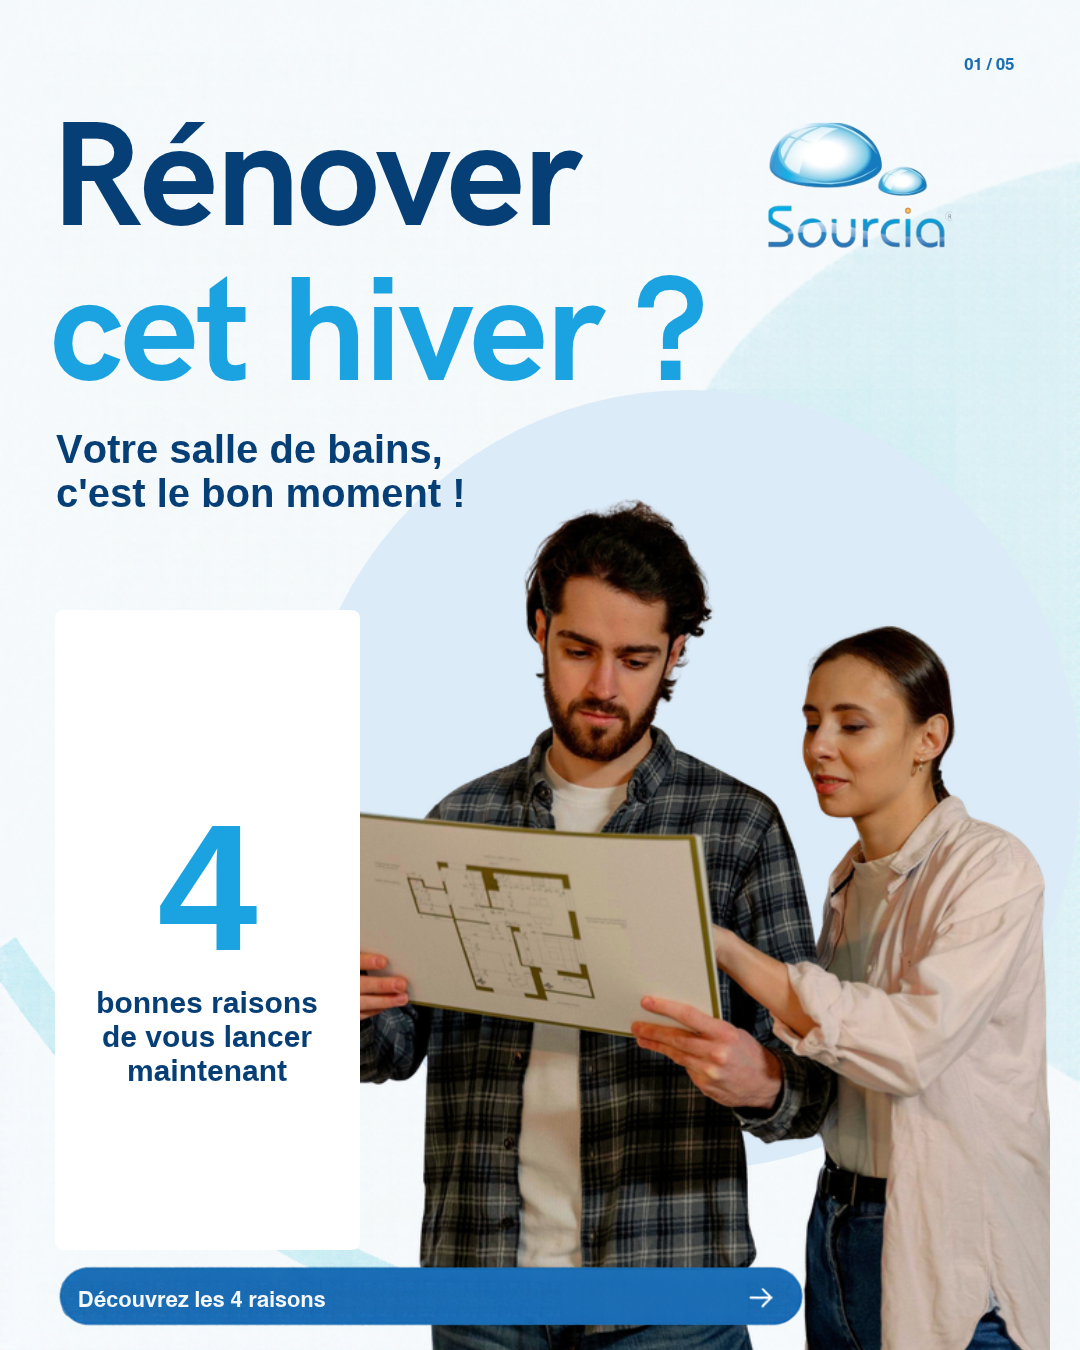 01 / 05
Rénover
cet hiver ?
Sourcia
Votre salle de bains,
c'est le bon moment !
4
bonnes raisons
de vous lancer
maintenant
Découvrez les 4 raisons